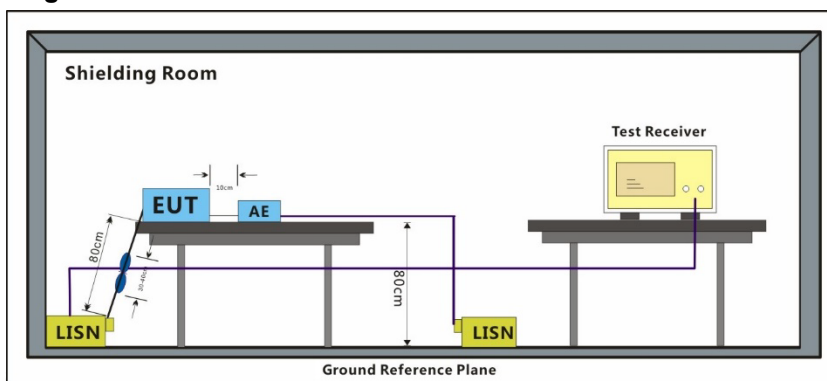 Shielding Room
Test Receiver
10cm
EUT
AE
80cm
80cm
LISN
LISN
Ground Reference Plane